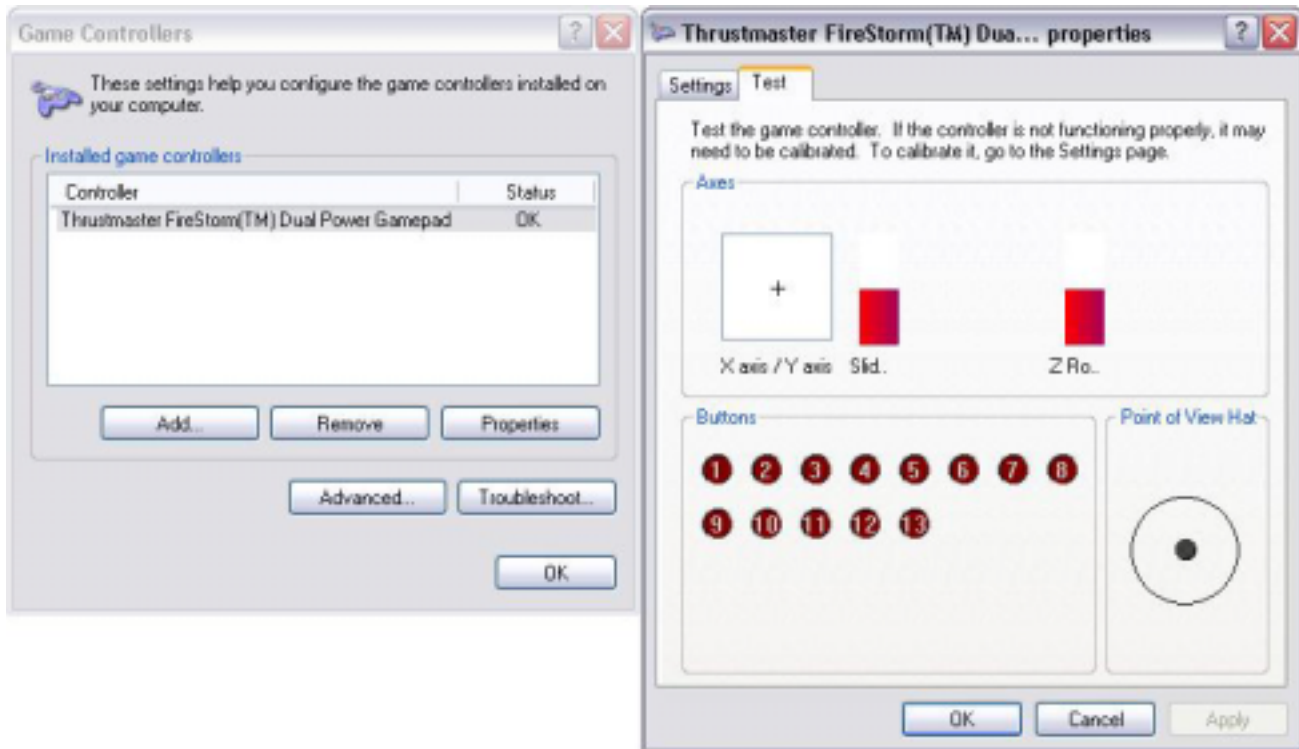 Game Controllers
These settings help you configure the game controllers installed on
your computer.
Installed game controllers
Controller Status
Thrustmaster FireStorm(TM) Dual Power Gamepad OK
Add... Remove Properties
Advanced... Troubleshoot...
OK
Thrustmaster FireStorm(TM) Dua... properties
Settings Test
Test the game controller. If the controller is not functioning properly, it may
need to be calibrated. To calibrate it, go to the Settings page.
Axes
X axis / Y axis Slid.. Z Ro..
Buttons
1 2 3 4 5 6 7 8
9 10 11 12 13
Point of View Hat
OK Cancel Apply